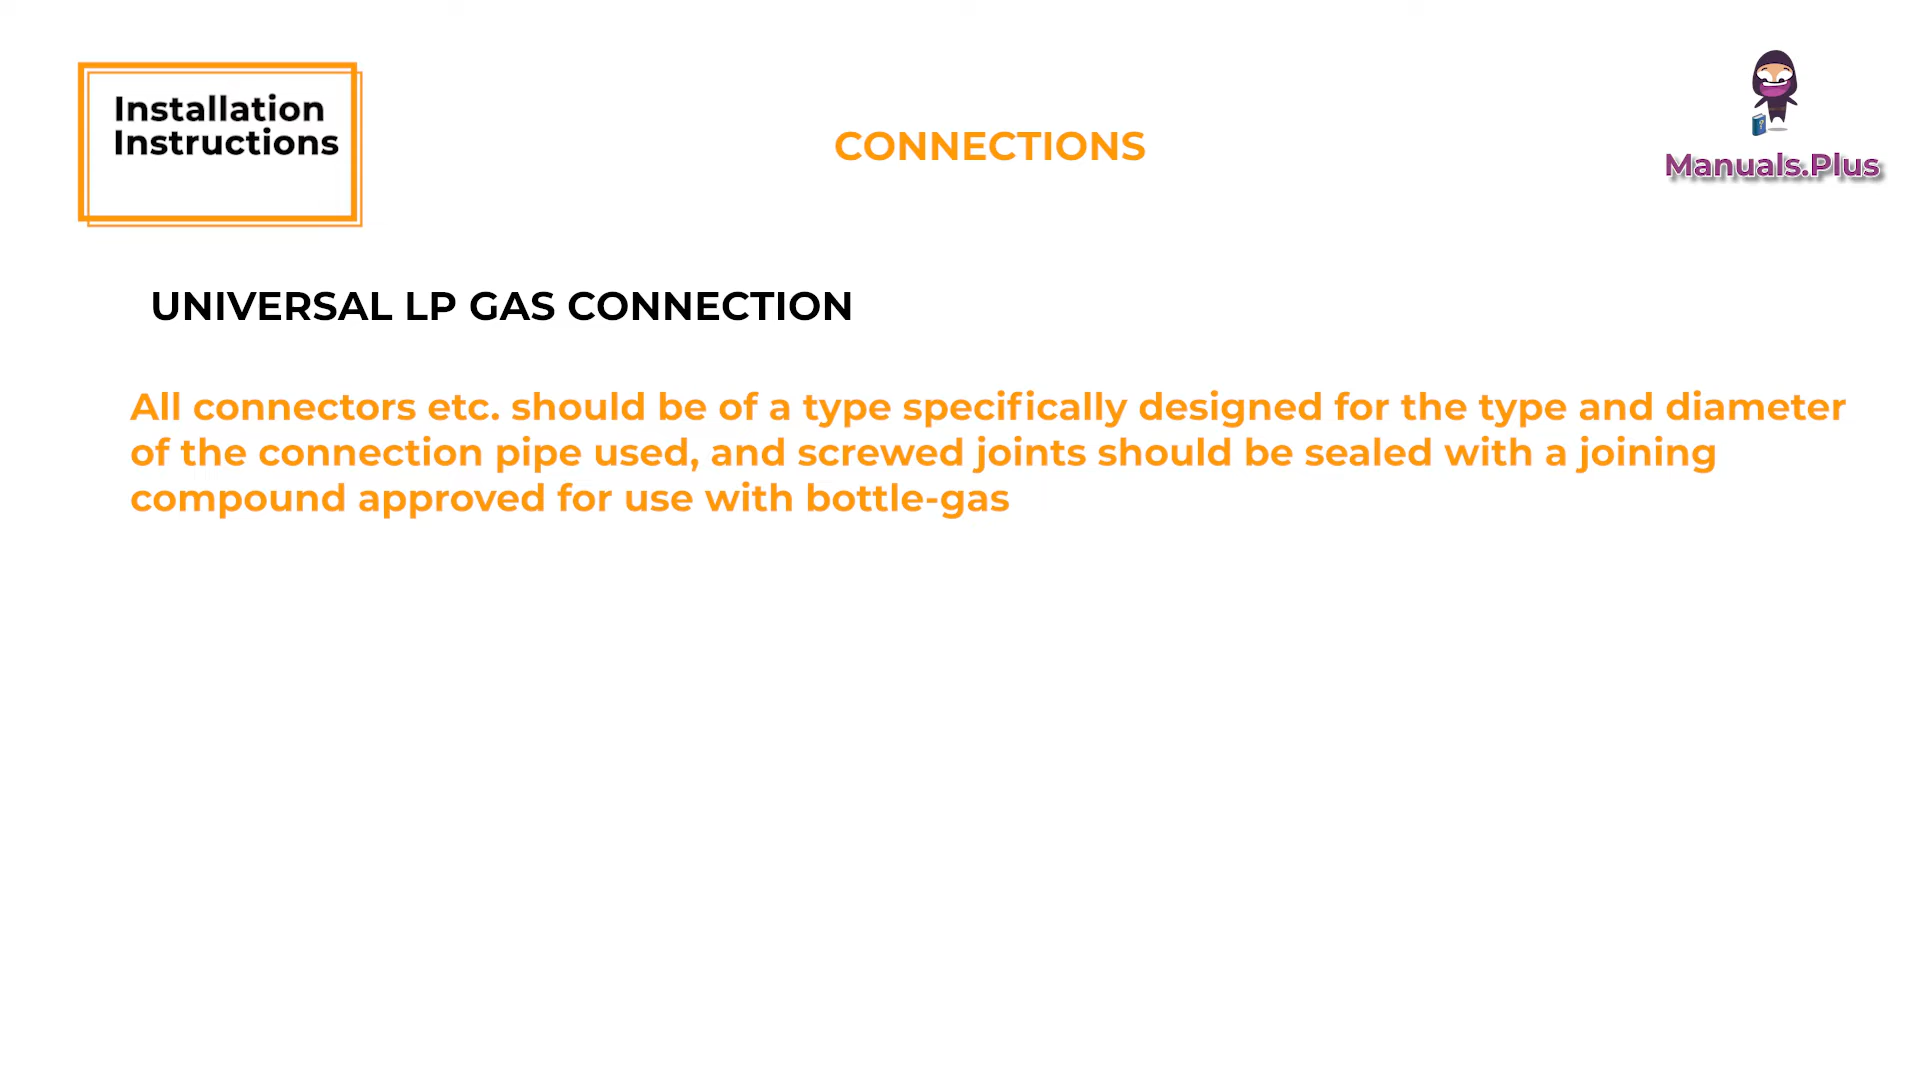 Installation
Instructions
CONNECTIONS
Manuals.Plus
UNIVERSAL LP GAS CONNECTION
All connectors etc. should be of a type specifically designed for the type and diameter
of the connection pipe used, and screwed joints should be sealed with a joining
compound approved for use with bottle-gas